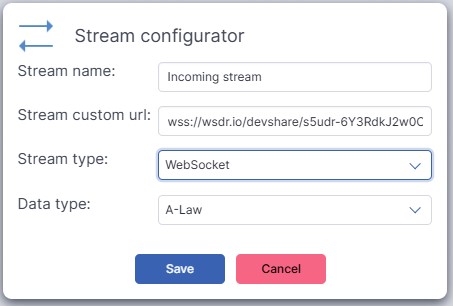 Stream configurator
Stream name: Incoming stream
Stream custom url: wss://wsdr.io/devshare/s5udr-6Y3RdkJ2w0C
Stream type: WebSocket
Data type: A-Law
Save Cancel